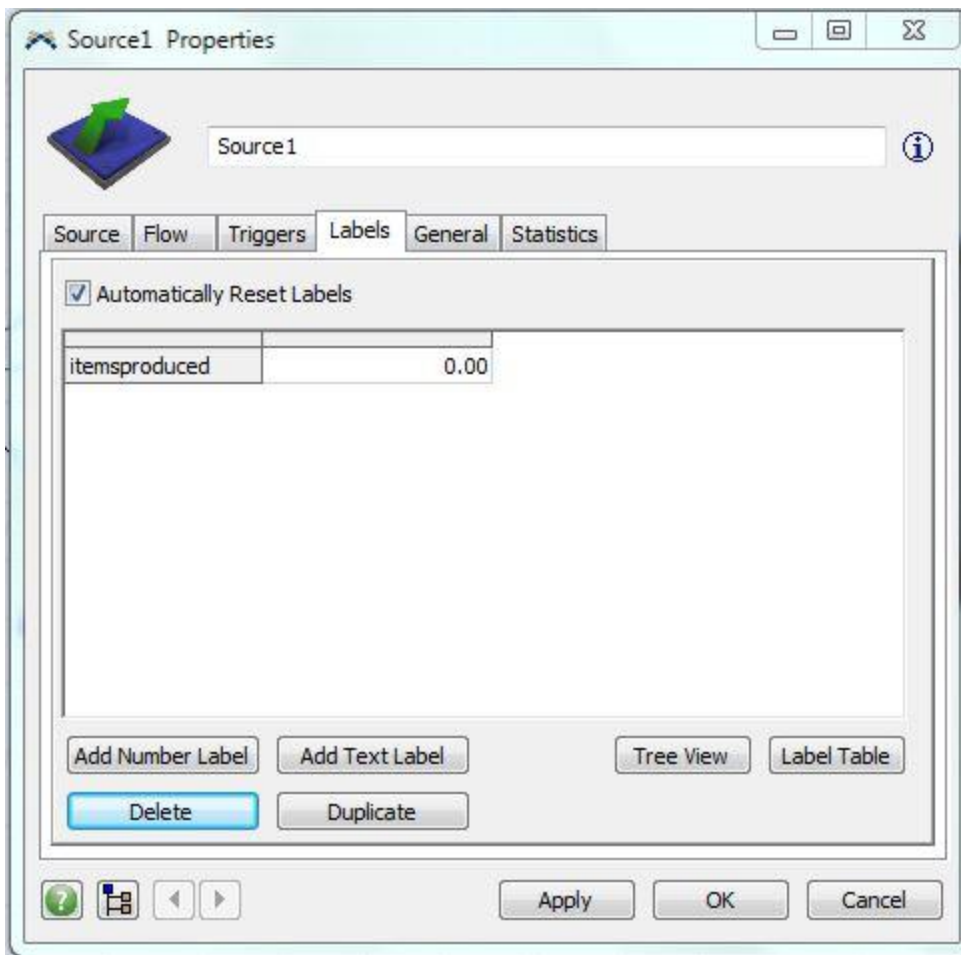 Source1 Properties
Source1
Source Flow Triggers Labels General Statistics
Automatically Reset Labels
itemsproduced 0.00
Add Number Label Add Text Label Tree View Label Table
Delete Duplicate
Apply OK Cancel